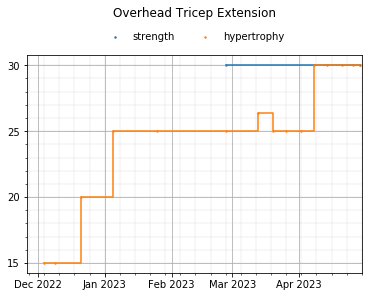 Overhead Tricep Extension
strength hypertrophy
30
25
20
15
Dec 2022 Jan 2023 Feb 2023 Mar 2023 Apr 2023